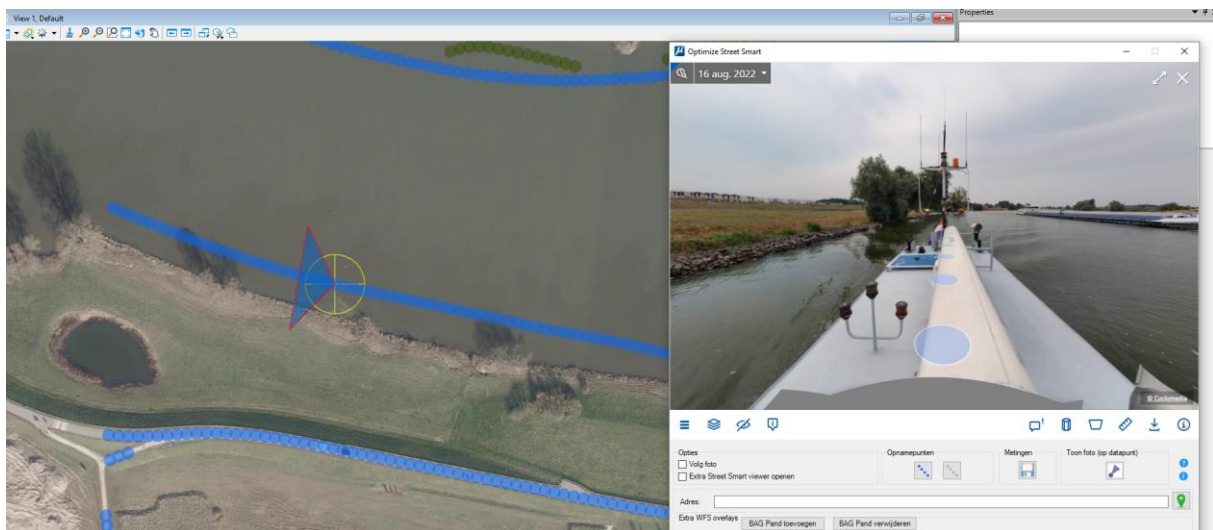 View 1, Default
Properties
Optimize Street Smart
16 aug. 2022
© Cyclomedia
Opties
Volg foto
Extra Street Smart viewer openen
Opnamepunten
Metingen
Toon foto (op datapunt)
Adres:
Extra WFS overlays
BAG Pand toevoegen
BAG Pand verwijderen